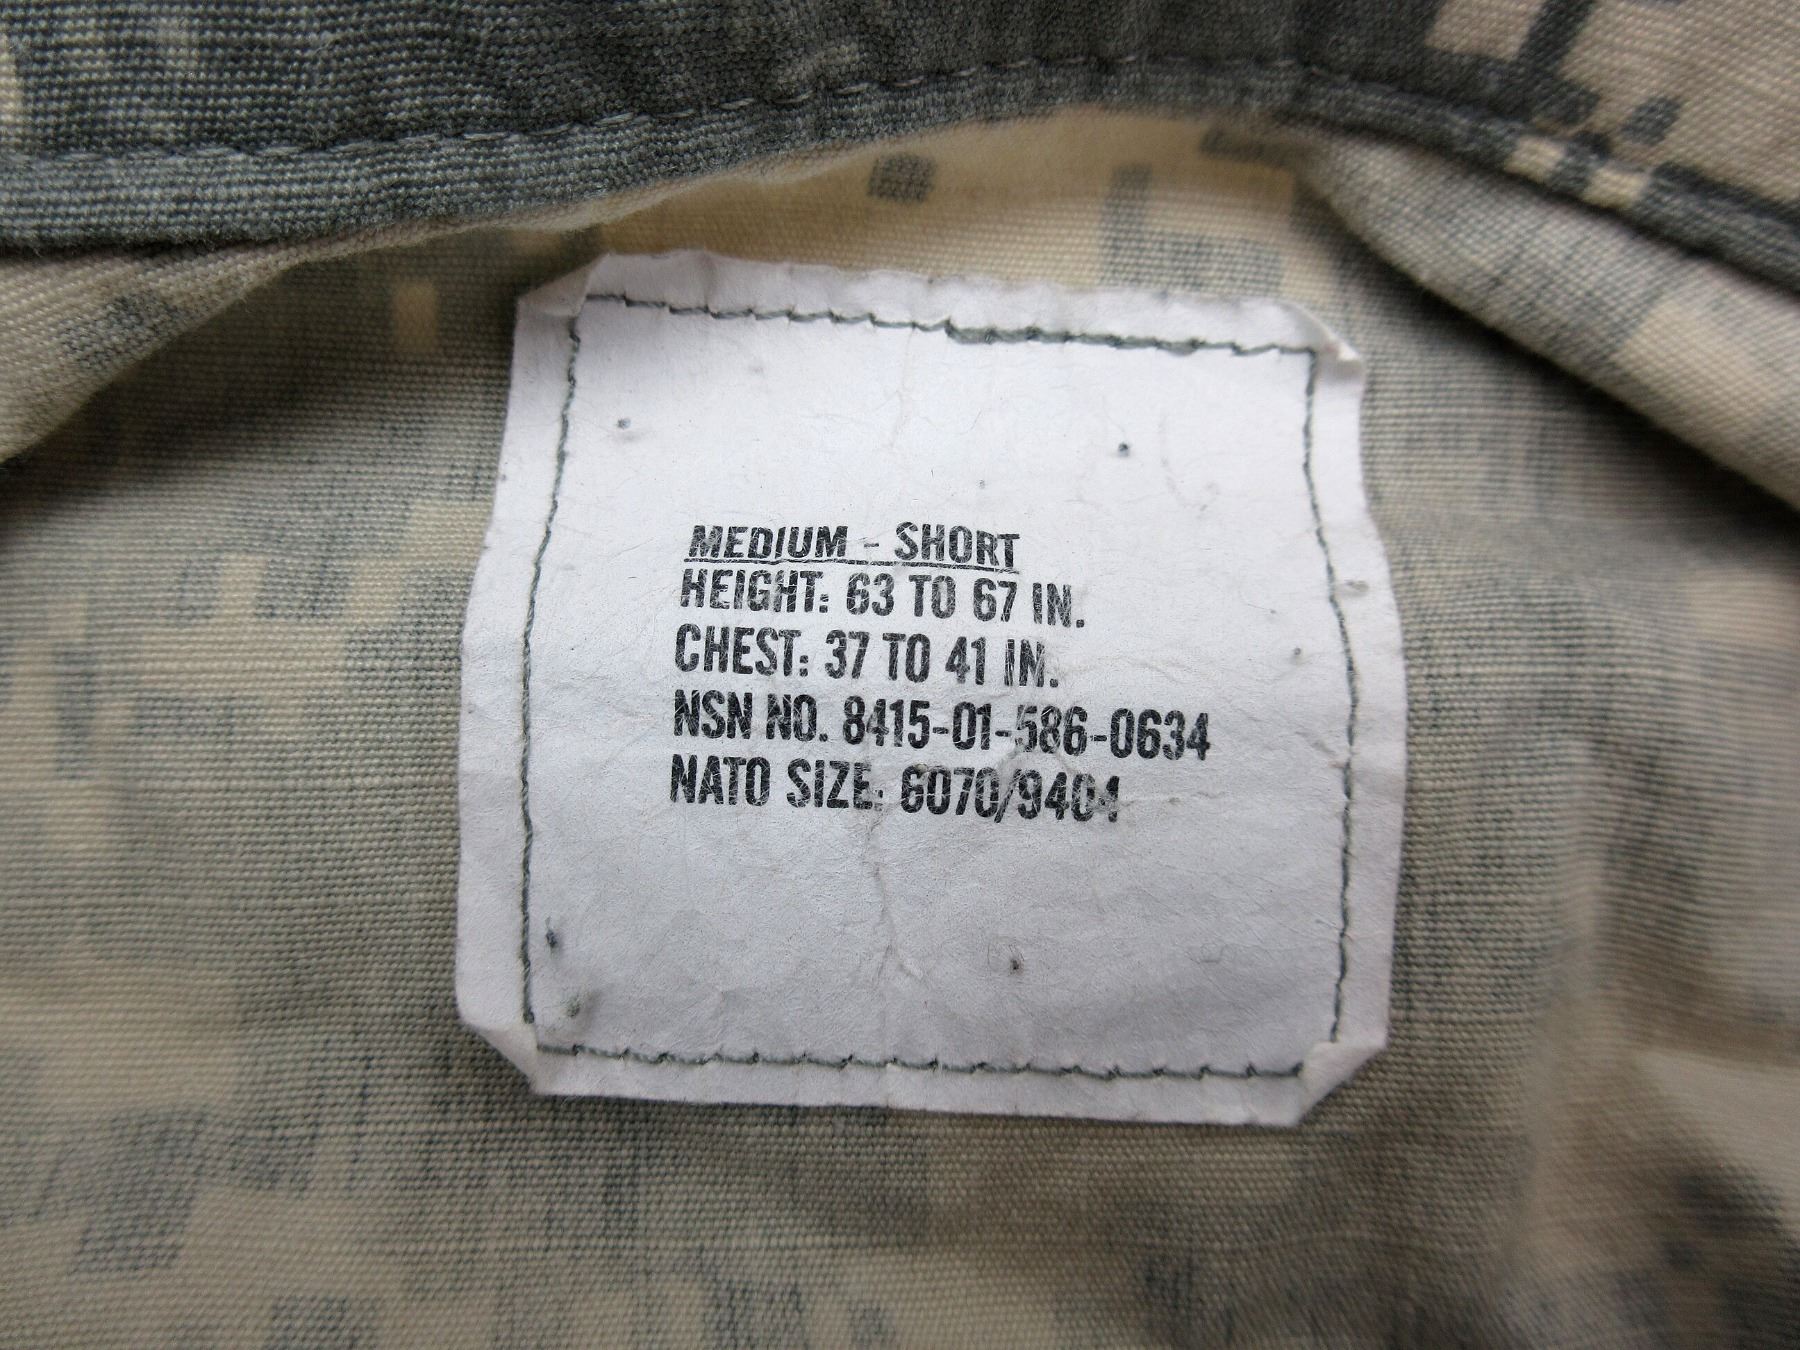 MEDIUM - SHORT
HEIGHT: 63 TO 67 IN.
CHEST: 37 TO 41 IN.
NSN NO. 8415-01-586-0634
NATO SIZE: 6070/9404